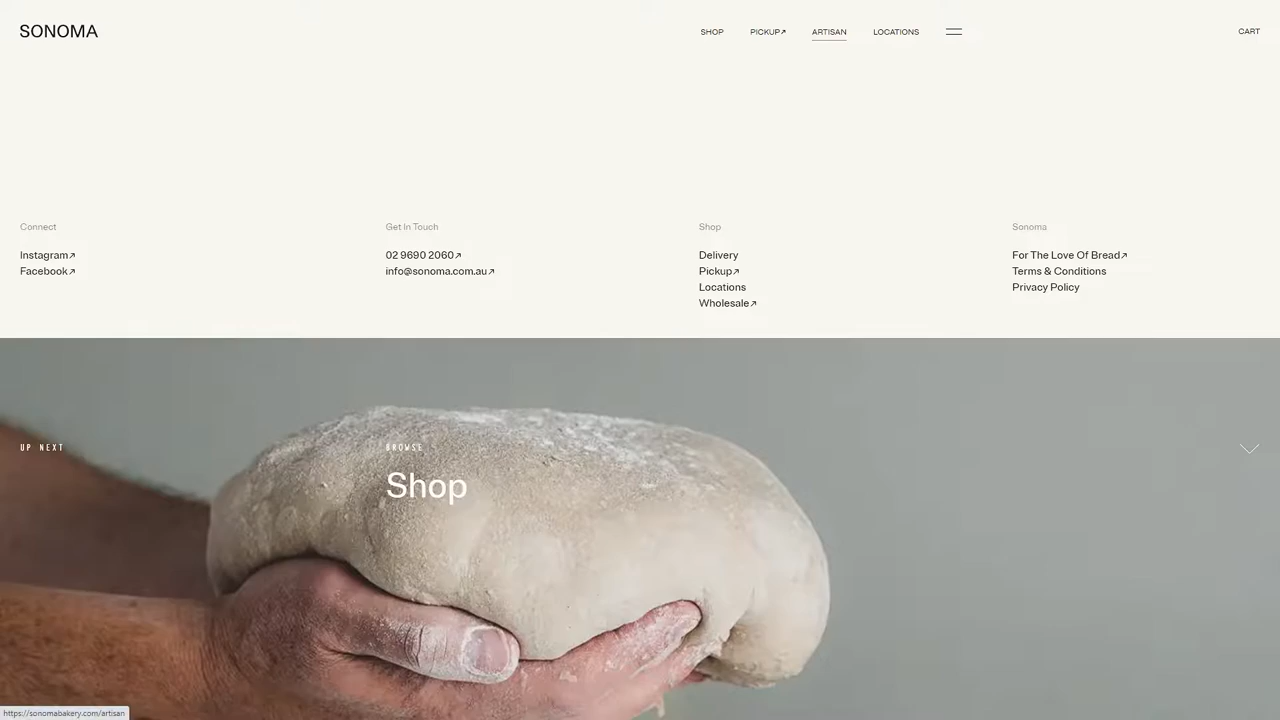 SONOMA
SHOP
PICKUP↗
ARTISAN
LOCATIONS
CART
Connect
Instagram↗
Facebook↗
Get In Touch
02 9690 2060↗
info@sonoma.com.au↗
Shop
Delivery
Pickup↗
Locations
Wholesale↗
Sonoma
For The Love Of Bread↗
Terms & Conditions
Privacy Policy
UP NEXT
BROWSE
Shop
https://sonomabakery.com/artisan